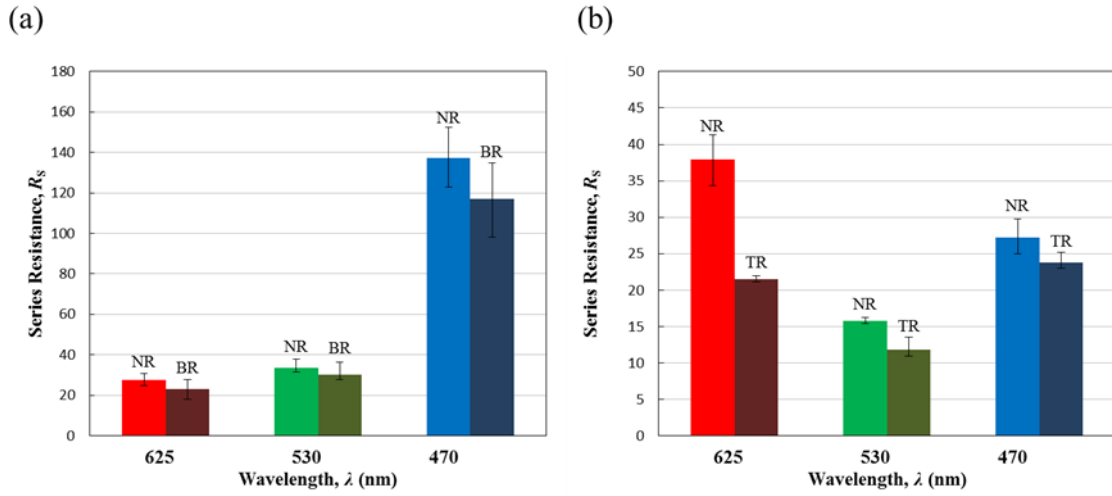 (a)
(b)
Series Resistance, RS
180
160
140
120
100
80
60
40
20
0
NR
BR
NR
BR
NR
BR
625
530
470
Wavelength, λ (nm)
Series Resistance, RS
50
45
40
35
30
25
20
15
10
5
0
NR
TR
NR
TR
NR
TR
625
530
470
Wavelength, λ (nm)